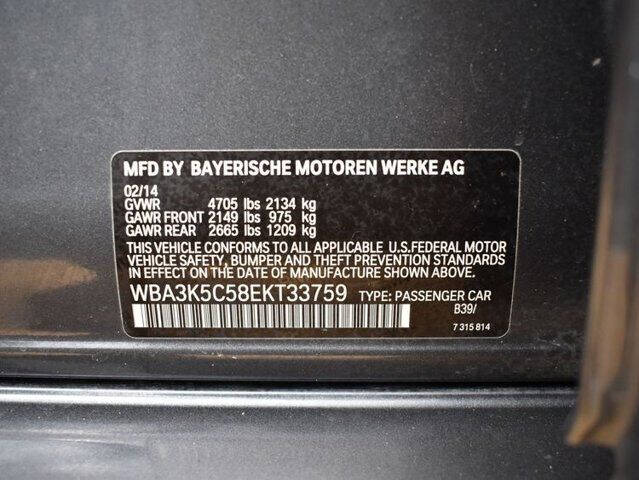 MFD BY BAYERISCHE MOTOREN WERKE AG
02/14
GVWR 4705 lbs 2134 kg
GAWR FRONT 2149 lbs 975 kg
GAWR REAR 2665 lbs 1209 kg
THIS VEHICLE CONFORMS TO ALL APPLICABLE U.S.FEDERAL MOTOR
VEHICLE SAFETY, BUMPER AND THEFT PREVENTION STANDARDS
IN EFFECT ON THE DATE OF MANUFACTURE SHOWN ABOVE.
WBA3K5C58EKT33759 TYPE: PASSENGER CAR
B39/
7 315 814